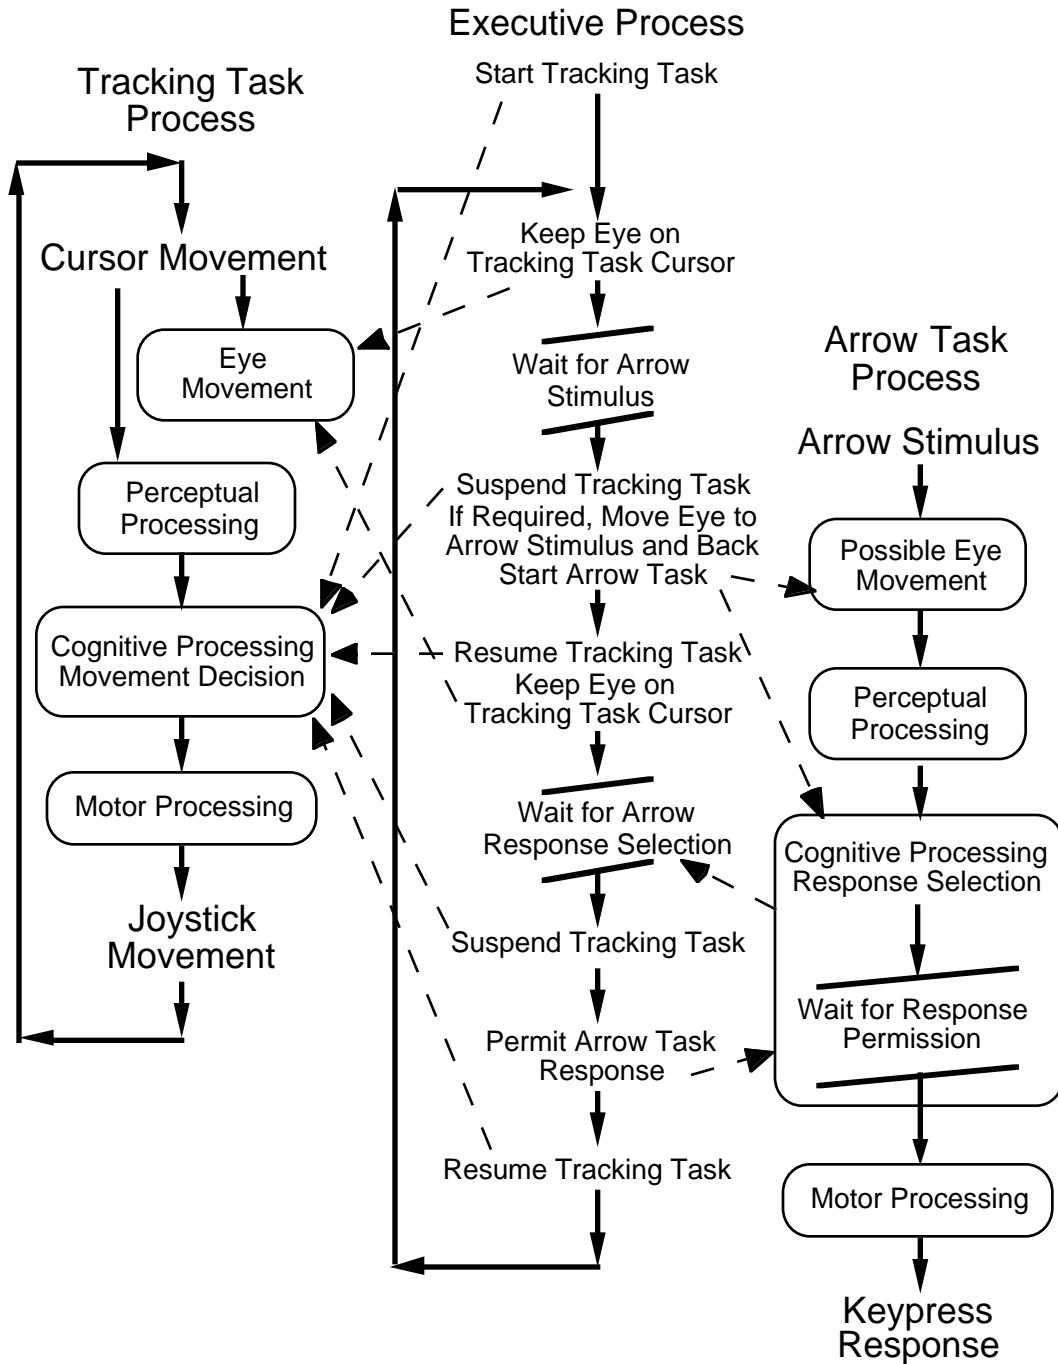 Executive Process
Start Tracking Task
Keep Eye on
Tracking Task Cursor
Wait for Arrow
Stimulus
Suspend Tracking Task
If Required, Move Eye to
Arrow Stimulus and Back
Start Arrow Task
Resume Tracking Task
Keep Eye on
Tracking Task Cursor
Wait for Arrow
Response Selection
Suspend Tracking Task
Permit Arrow Task
Response
Resume Tracking Task
Tracking Task
Process
Cursor Movement
Eye
Movement
Perceptual
Processing
Cognitive Processing
Movement Decision
Motor Processing
Joystick
Movement
Arrow Task
Process
Arrow Stimulus
Possible Eye
Movement
Perceptual
Processing
Cognitive Processing
Response Selection
Wait for Response
Permission
Motor Processing
Keypress
Response